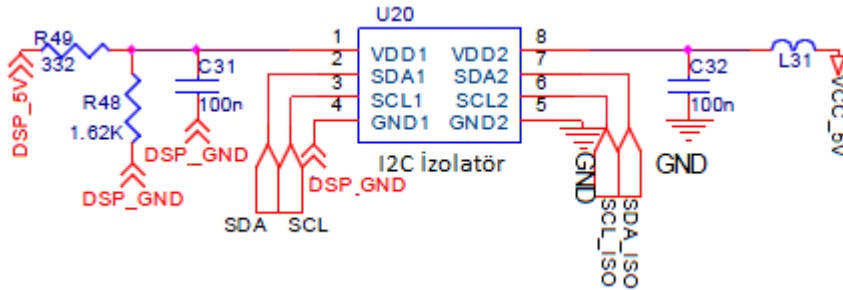 U20
R49
332
DSP_5V
R48
1.62K
DSP_GND
C31
100n
DSP_GND
1
2
3
4
VDD1
SDA1
SCL1
GND1
VDD2
SDA2
SCL2
GND2
8
7
6
5
I2C İzolatör
DSP_GND
SDA
SCL
GND
SCL_ISO
SDA_ISO
C32
100n
GND
L31
VCC_5V